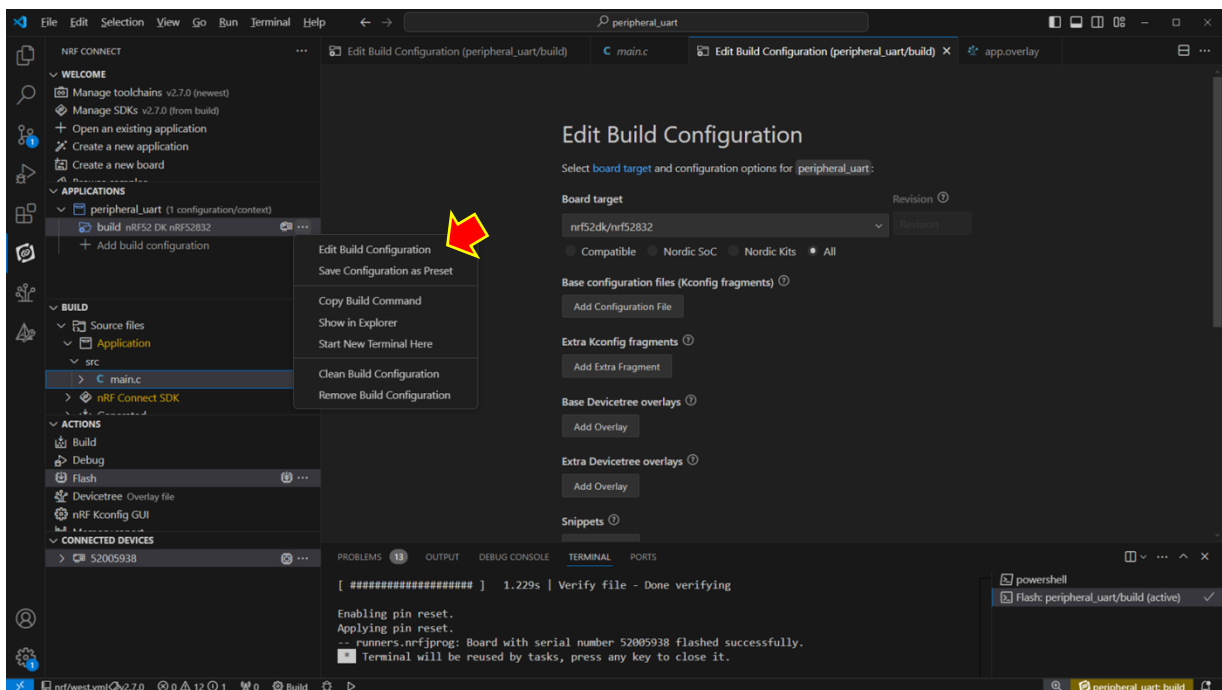 File Edit Selection View Go Run Terminal Help
peripheral_uart
NRF CONNECT
WELCOME
Manage toolchains v2.7.0 (newest)
Manage SDKs v2.7.0 (from build)
Open an existing application
Create a new application
Create a new board
APPLICATIONS
peripheral_uart (1 configuration/context)
build nRF52 DK nRF52832
Add build configuration
BUILD
Source files
Application
src
C main.c
nRF Connect SDK
ACTIONS
Build
Debug
Flash
Devicetree Overlay file
nRF Kconfig GUI
CONNECTED DEVICES
52005938
Edit Build Configuration
Save Configuration as Preset
Copy Build Command
Show in Explorer
Start New Terminal Here
Clean Build Configuration
Remove Build Configuration
Edit Build Configuration (peripheral_uart/build) C main.c Edit Build Configuration (peripheral_uart/build) app.overlay
Edit Build Configuration
Select board target and configuration options for peripheral_uart:
Board target Revision
nrf52dk/nrf52832 Revision
Compatible Nordic SoC Nordic Kits All
Base configuration files (Kconfig fragments)
Add Configuration File
Extra Kconfig fragments
Add Extra Fragment
Base Devicetree overlays
Add Overlay
Extra Devicetree overlays
Add Overlay
Snippets
PROBLEMS 13 OUTPUT DEBUG CONSOLE TERMINAL PORTS
[ #################### ] 1.229s | Verify file - Done verifying
Enabling pin reset.
Applying pin reset.
-- runners.nrfjprog: Board with serial number 52005938 flashed successfully.
* Terminal will be reused by tasks, press any key to close it.
powershell
Flash: peripheral_uart/build (active)
nrf/west.yml v2.7.0 0 12 1 0 Build peripheral_uart: build